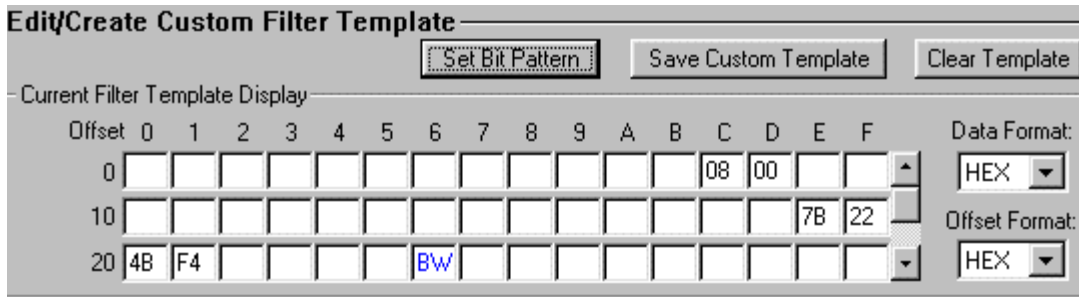 Edit/Create Custom Filter Template
Set Bit Pattern Save Custom Template Clear Template
Current Filter Template Display
Offset 0 1 2 3 4 5 6 7 8 9 A B C D E F Data Format:
0 08 00 HEX
10 7B 22 Offset Format:
20 4B F4 BW HEX